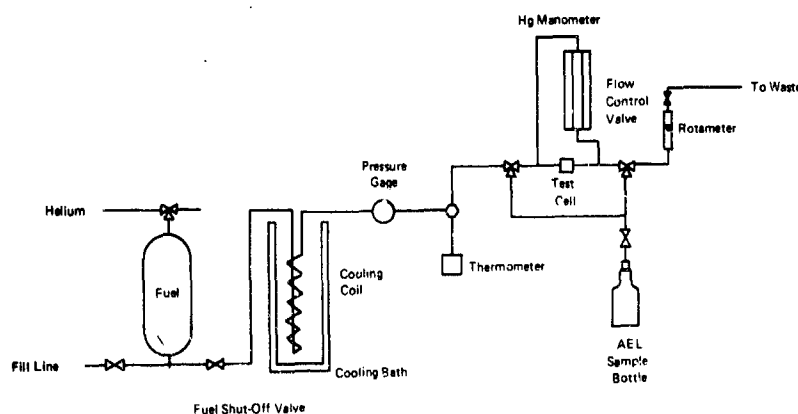 Hg Manometer
Flow
Control
Valve
To Waste
Rotameter
Pressure
Gage
Test
Cell
Helium
Fuel
Cooling
Coil
Thermometer
AEL
Sample
Bottle
Fill Line
Cooling Bath
Fuel Shut-Off Valve